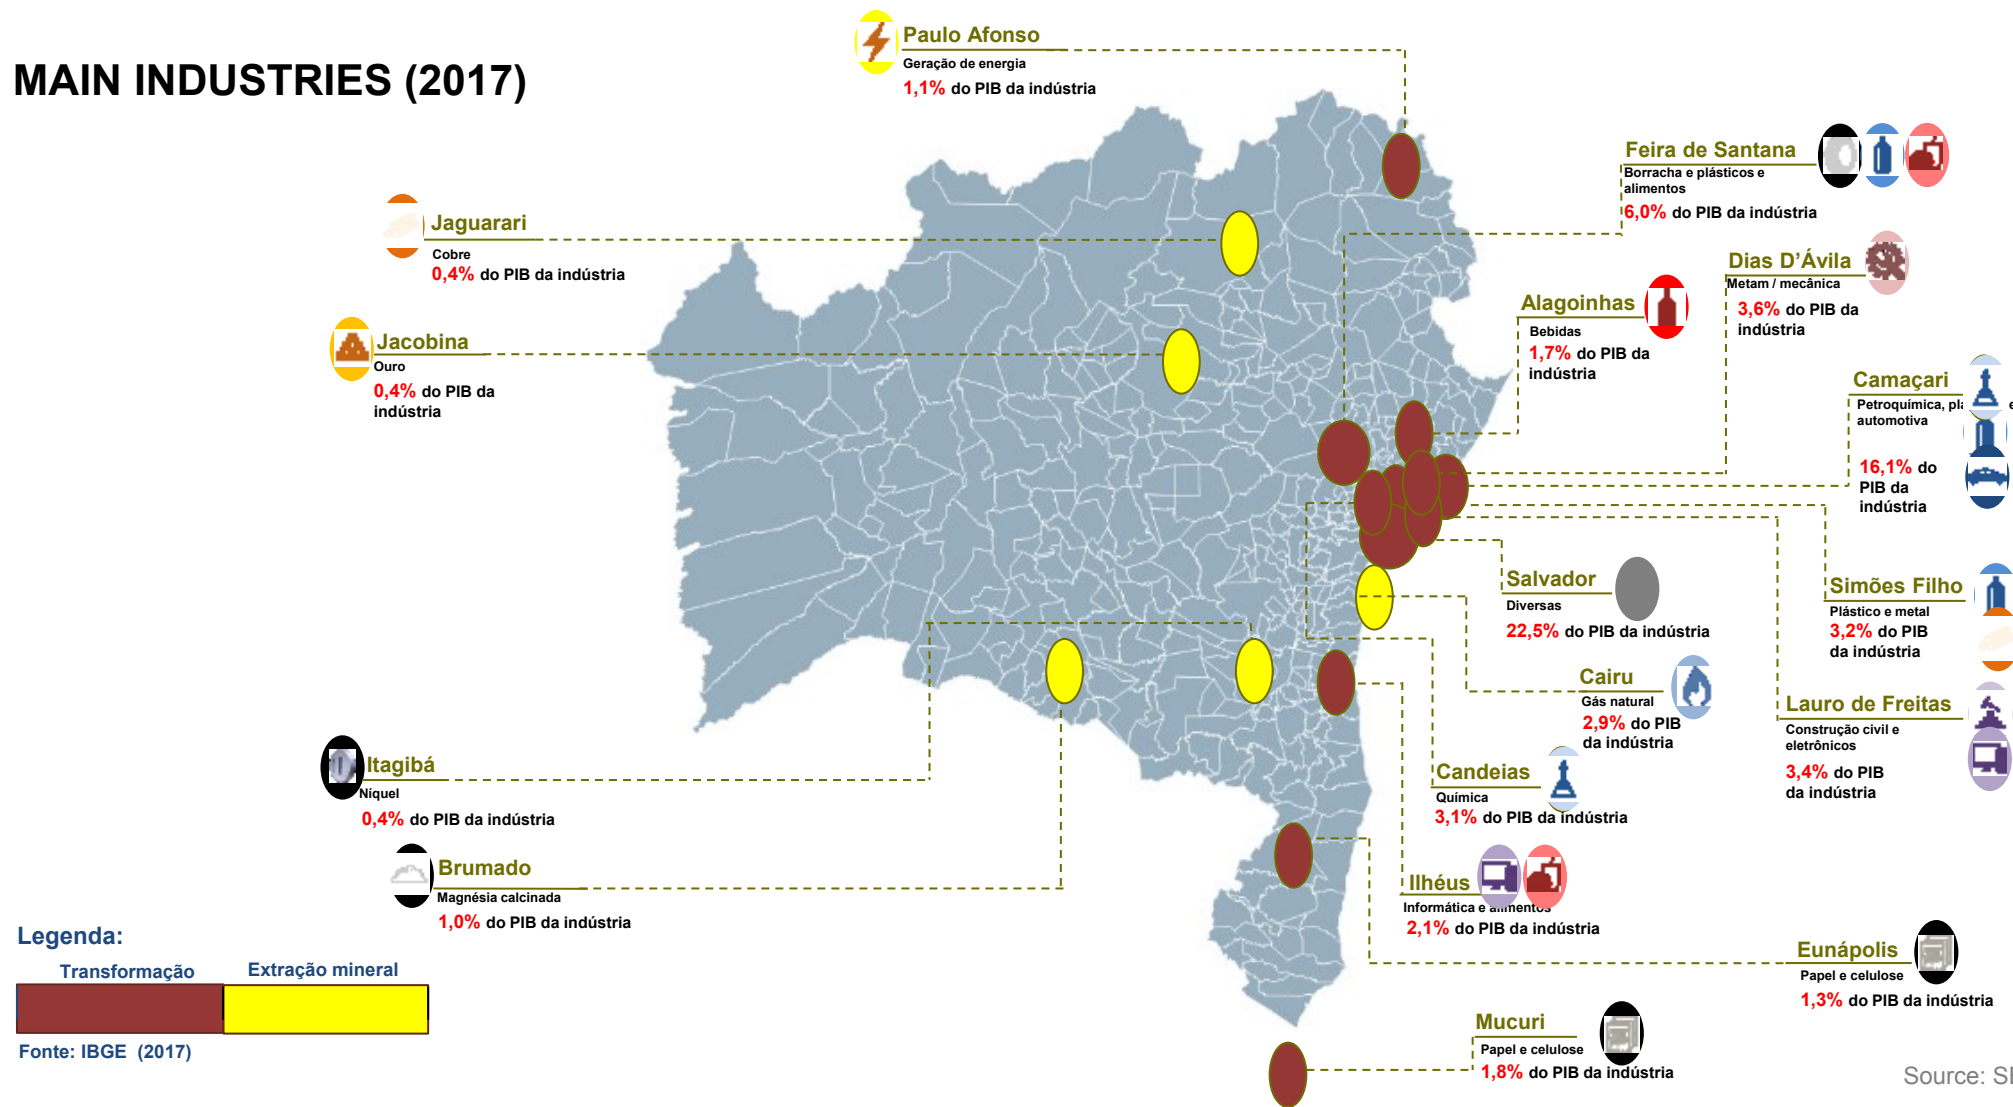 MAIN INDUSTRIES (2017)
Paulo Afonso
Geração de energia
1,1% do PIB da indústria
Feira de Santana
Borracha e plásticos e
alimentos
6,0% do PIB da indústria
Jaguarari
Cobre
0,4% do PIB da indústria
Dias D’Ávila
Metam / mecânica
3,6% do PIB da
indústria
Alagoinhas
Bebidas
1,7% do PIB da
indústria
Jacobina
Ouro
0,4% do PIB da
indústria
Camaçari
Petroquímica, e
automotiva
16,1% do
PIB da
indústria
Salvador
Diversas
22,5% do PIB da indústria
Simões Filho
Plástico e metal
3,2% do PIB
da indústria
Cairu
Gás natural
2,9% do PIB
da indústria
Lauro de Freitas
Construção civil e
eletrônicos
3,4% do PIB
da indústria
Itagibá
Níquel
0,4% do PIB da indústria
Candeias
Química
3,1% do PIB da indústria
Brumado
Magnésia calcinada
1,0% do PIB da indústria
Ilhéus
Informática e alimentos
2,1% do PIB da indústria
Eunápolis
Papel e celulose
1,3% do PIB da indústria
Mucuri
Papel e celulose
1,8% do PIB da indústria
Legenda:
Transformação Extração mineral
Fonte: IBGE (2017)
Source: SI